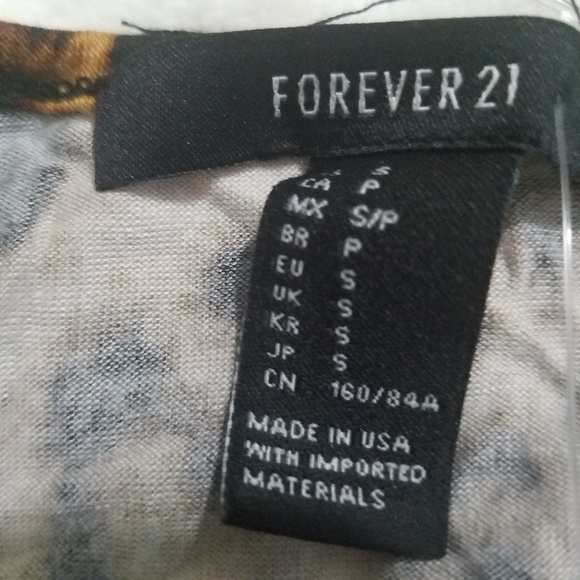 FOREVER 21
S
CA P
MX S/P
BR P
EU S
UK S
KR S
JP S
CN 160/84A
MADE IN USA
WITH IMPORTED
MATERIALS